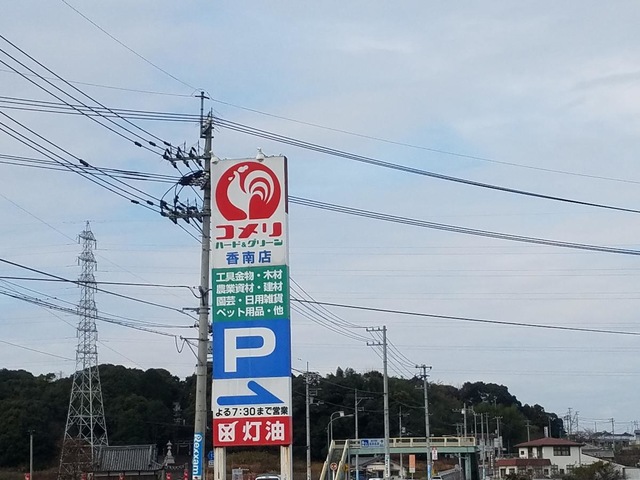 コメリ
ハード&グリーン
香南店
工具金物・木材
農業資材・建材
園芸・日用雑貨
ペット用品・他
P
よる7:30まで営業
灯油